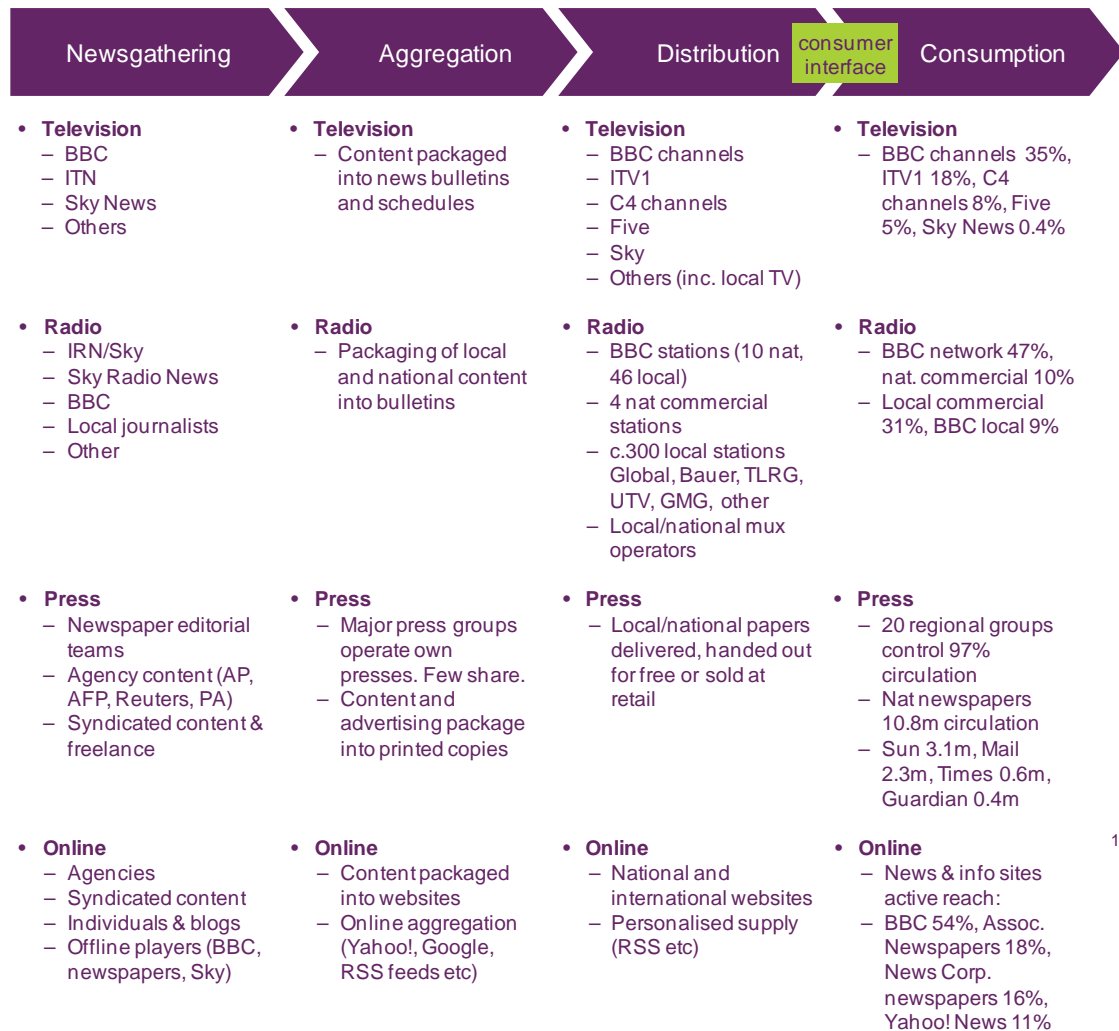 Newsgathering
Aggregation
Distribution
consumer
interface
Consumption
• Television
– BBC
– ITN
– Sky News
– Others
• Television
– Content packaged
into news bulletins
and schedules
• Television
– BBC channels
– ITV1
– C4 channels
– Five
– Sky
– Others (inc. local TV)
• Television
– BBC channels 35%,
ITV1 18%, C4
channels 8%, Five
5%, Sky News 0.4%
• Radio
– IRN/Sky
– Sky Radio News
– BBC
– Local journalists
– Other
• Radio
– Packaging of local
and national content
into bulletins
• Radio
– BBC stations (10 nat,
46 local)
– 4 nat commercial
stations
– c.300 local stations
Global, Bauer, TLRG,
UTV, GMG, other
– Local/national mux
operators
• Radio
– BBC network 47%,
nat. commercial 10%
– Local commercial
31%, BBC local 9%
• Press
– Newspaper editorial
teams
– Agency content (AP,
AFP, Reuters, PA)
– Syndicated content &
freelance
• Press
– Major press groups
operate own
presses. Few share.
– Content and
advertising package
into printed copies
• Press
– Local/national papers
delivered, handed out
for free or sold at
retail
• Press
– 20 regional groups
control 97%
circulation
– Nat newspapers
10.8m circulation
– Sun 3.1m, Mail
2.3m, Times 0.6m,
Guardian 0.4m
1
• Online
– Agencies
– Syndicated content
– Individuals & blogs
– Offline players (BBC,
newspapers, Sky)
• Online
– Content packaged
into websites
– Online aggregation
(Yahoo!, Google,
RSS feeds etc)
• Online
– National and
international websites
– Personalised supply
(RSS etc)
• Online
– News & info sites
active reach:
– BBC 54%, Assoc.
Newspapers 18%,
News Corp.
newspapers 16%,
Yahoo! News 11%